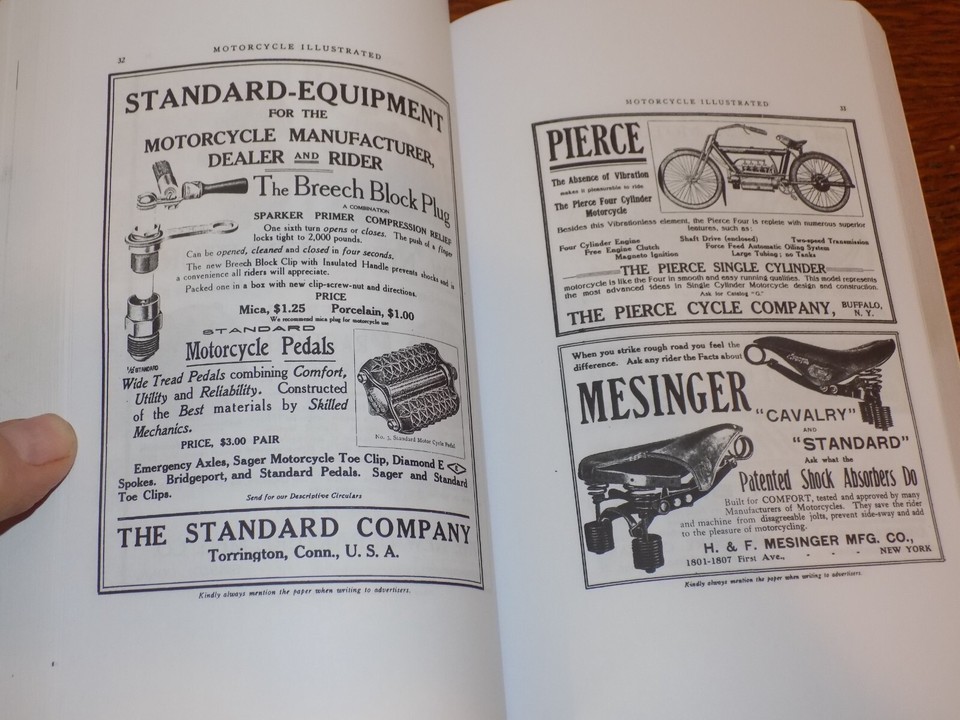 32
MOTORCYCLE ILLUSTRATED
STANDARD-EQUIPMENT
FOR THE
MOTORCYCLE MANUFACTURER,
DEALER AND RIDER
The Breech Block Plug
A COMBINATION
SPARKER PRIMER COMPRESSION RELIEF
One sixth turn opens or closes. The push of a finger
locks tight to 2,000 pounds.
Can be opened, cleaned and closed in four seconds.
The new Breech Block Clip with Insulated Handle prevents shocks and is
a convenience all riders will appreciate.
Packed one in a box with new clip-screw-nut and directions.
PRICE
Mica, $1.25 Porcelain, $1.00
We recommend mica plug for motorcycle use
½ STANDARD
STANDARD
Motorcycle Pedals
Wide Tread Pedals combining Comfort,
Utility and Reliability. Constructed
of the Best materials by Skilled
Mechanics.
PRICE, $3.00 PAIR
No. 3, Standard Motor Cycle Pedal
Emergency Axles, Sager Motorcycle Toe Clip, Diamond E
Spokes. Bridgeport, and Standard Pedals. Sager and Standard
Toe Clips.
Send for our Descriptive Circulars
THE STANDARD COMPANY
Torrington, Conn., U. S. A.
Kindly always mention the paper when writing to advertisers.
MOTORCYCLE ILLUSTRATED
33
PIERCE
The Absence of Vibration
makes it pleasurable to ride
The Pierce Four Cylinder
Motorcycle
Besides this Vibrationless element, the Pierce Four is replete with numerous superior
features, such as:
Four Cylinder Engine Shaft Drive (enclosed) Two-speed Transmission
Free Engine Clutch Force Feed Automatic Oiling System
Magneto Ignition Large Tubing; no Tanks
THE PIERCE SINGLE CYLINDER
motorcycle is like the Four in smooth and easy running qualities. This model represents
the most advanced ideas in Single Cylinder Motorcycle design and construction.
Ask for Catalog "G."
THE PIERCE CYCLE COMPANY, BUFFALO, N. Y.
When you strike rough road you feel the
difference. Ask any rider the Facts about
MESINGER
"CAVALRY"
AND
"STANDARD"
Ask what the
Patented Shock Absorbers Do
Built for COMFORT, tested and approved by many
Manufacturers of Motorcycles. They save the rider
and machine from disagreeable jolts, prevent side-sway and add
to the pleasure of motorcycling.
H. & F. MESINGER MFG. CO.,
1801-1807 First Ave., - - - NEW YORK
Kindly always mention the paper when writing to advertisers.